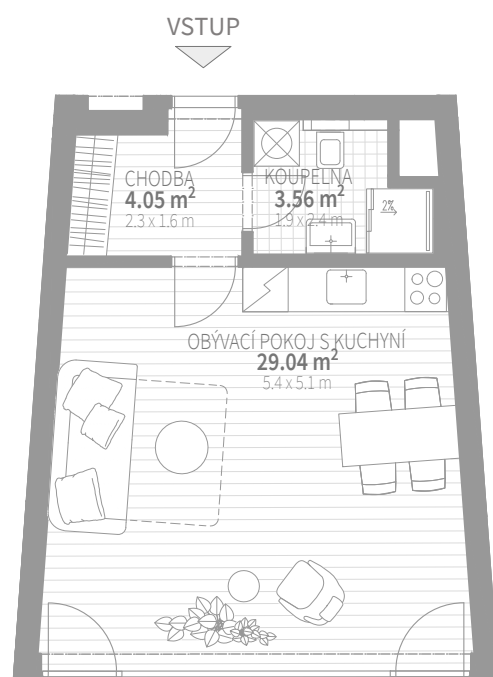 VSTUP
CHODBA
4.05 m²
2.3 x 1.6 m
KOUPELNA
3.56 m²
1.9 x 2.4 m
2%
OBÝVACÍ POKOJ S KUCHYNÍ
29.04 m²
5.4 x 5.1 m